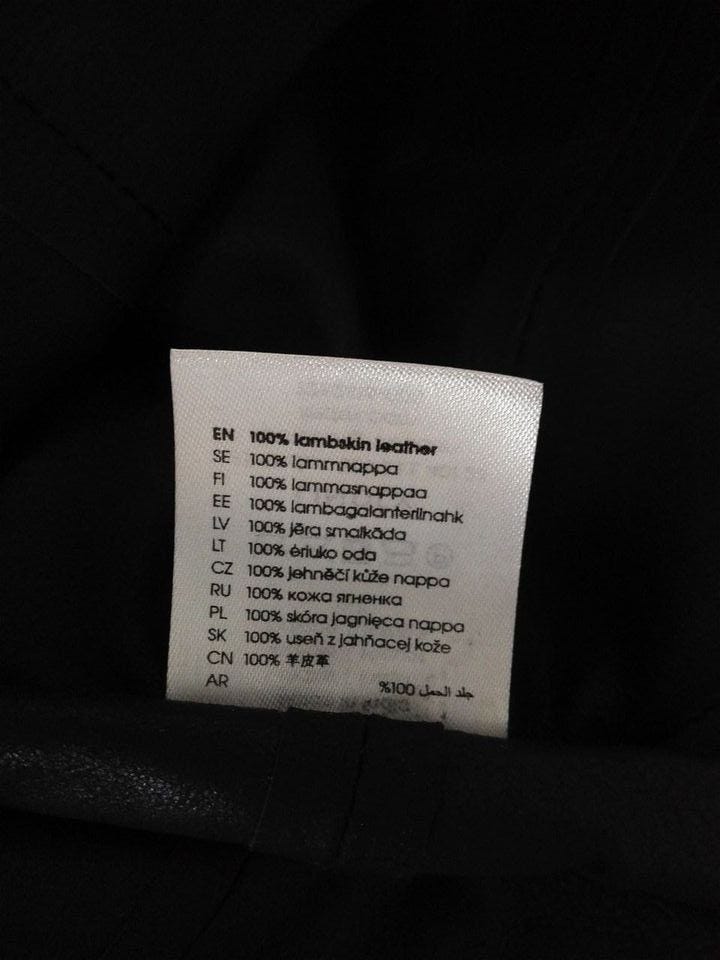 EN 100% lambskin leather
SE 100% lammnappa
FI 100% lammasnappaa
EE 100% lambagalanteriinahk
LV 100% jēra smalkāda
LT 100% ėriuko oda
CZ 100% jehněčí kůže nappa
RU 100% кожа ягненка
PL 100% skóra jagnięca nappa
SK 100% useň z jahňacej kože
CN 100% 羊皮革
AR جلد الحمل 100%